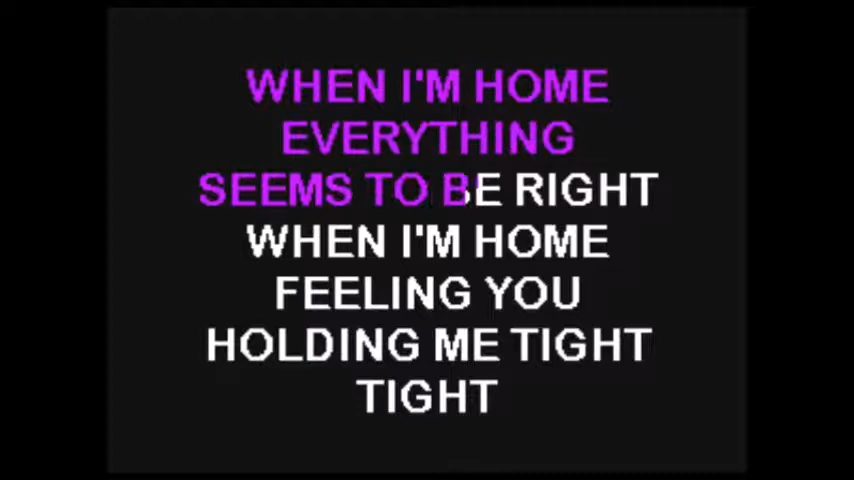 WHEN I'M HOME
EVERYTHING
SEEMS TO BE RIGHT
WHEN I'M HOME
FEELING YOU
HOLDING ME TIGHT
TIGHT